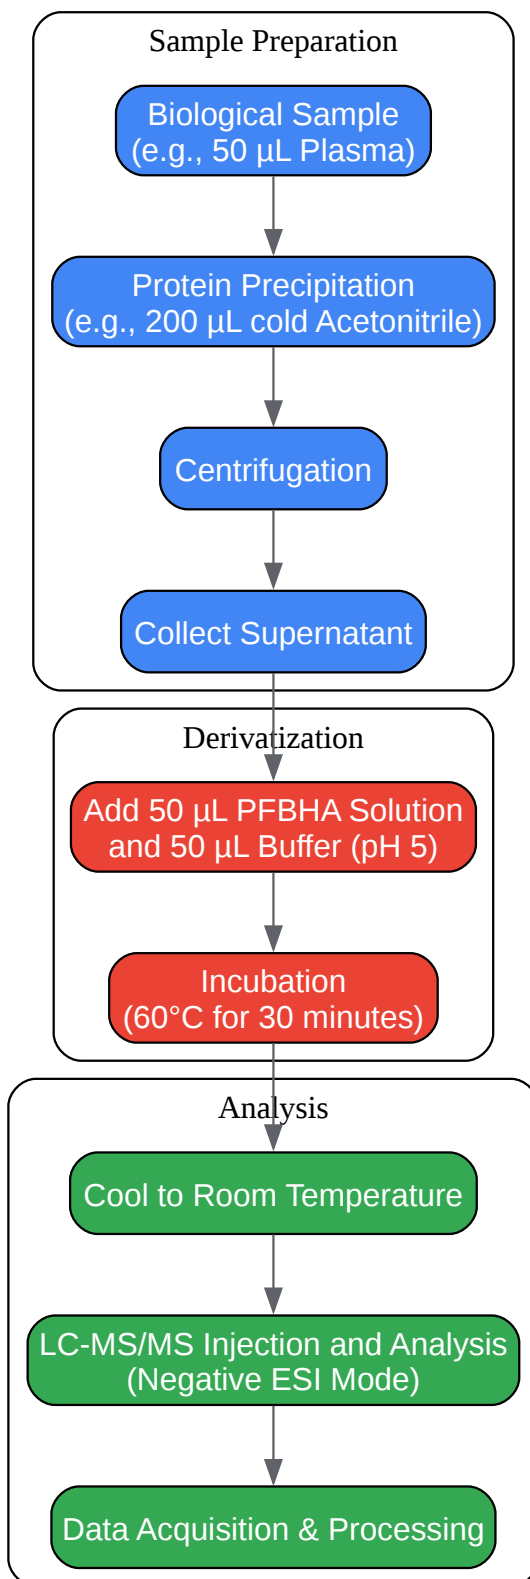 Sample Preparation
Biological Sample
(e.g., 50 µL Plasma)
Protein Precipitation
(e.g., 200 µL cold Acetonitrile)
Centrifugation
Collect Supernatant
Derivatization
Add 50 µL PFBHA Solution
and 50 µL Buffer (pH 5)
Incubation
(60°C for 30 minutes)
Analysis
Cool to Room Temperature
LC-MS/MS Injection and Analysis
(Negative ESI Mode)
Data Acquisition & Processing